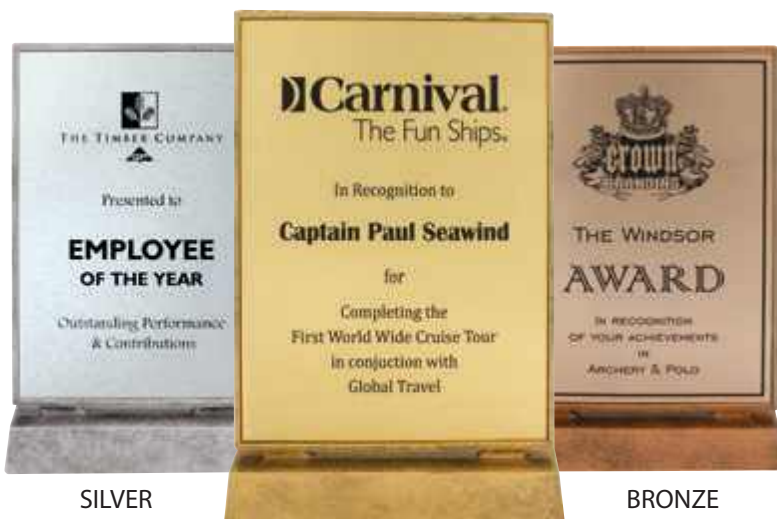 THE TIMBER COMPANY
Presented to
EMPLOYEE
OF THE YEAR
Outstanding Performance
& Contributions
SILVER
Carnival.
The Fun Ships®
In Recognition to
Captain Paul Seawind
for
Completing the
First World Wide Cruise Tour
in conjuction with
Global Travel
Crown
THE WINDSOR
AWARD
IN RECOGNITION
OF YOUR ACHIEVEMENTS
IN
ARCHERY & POLO
BRONZE